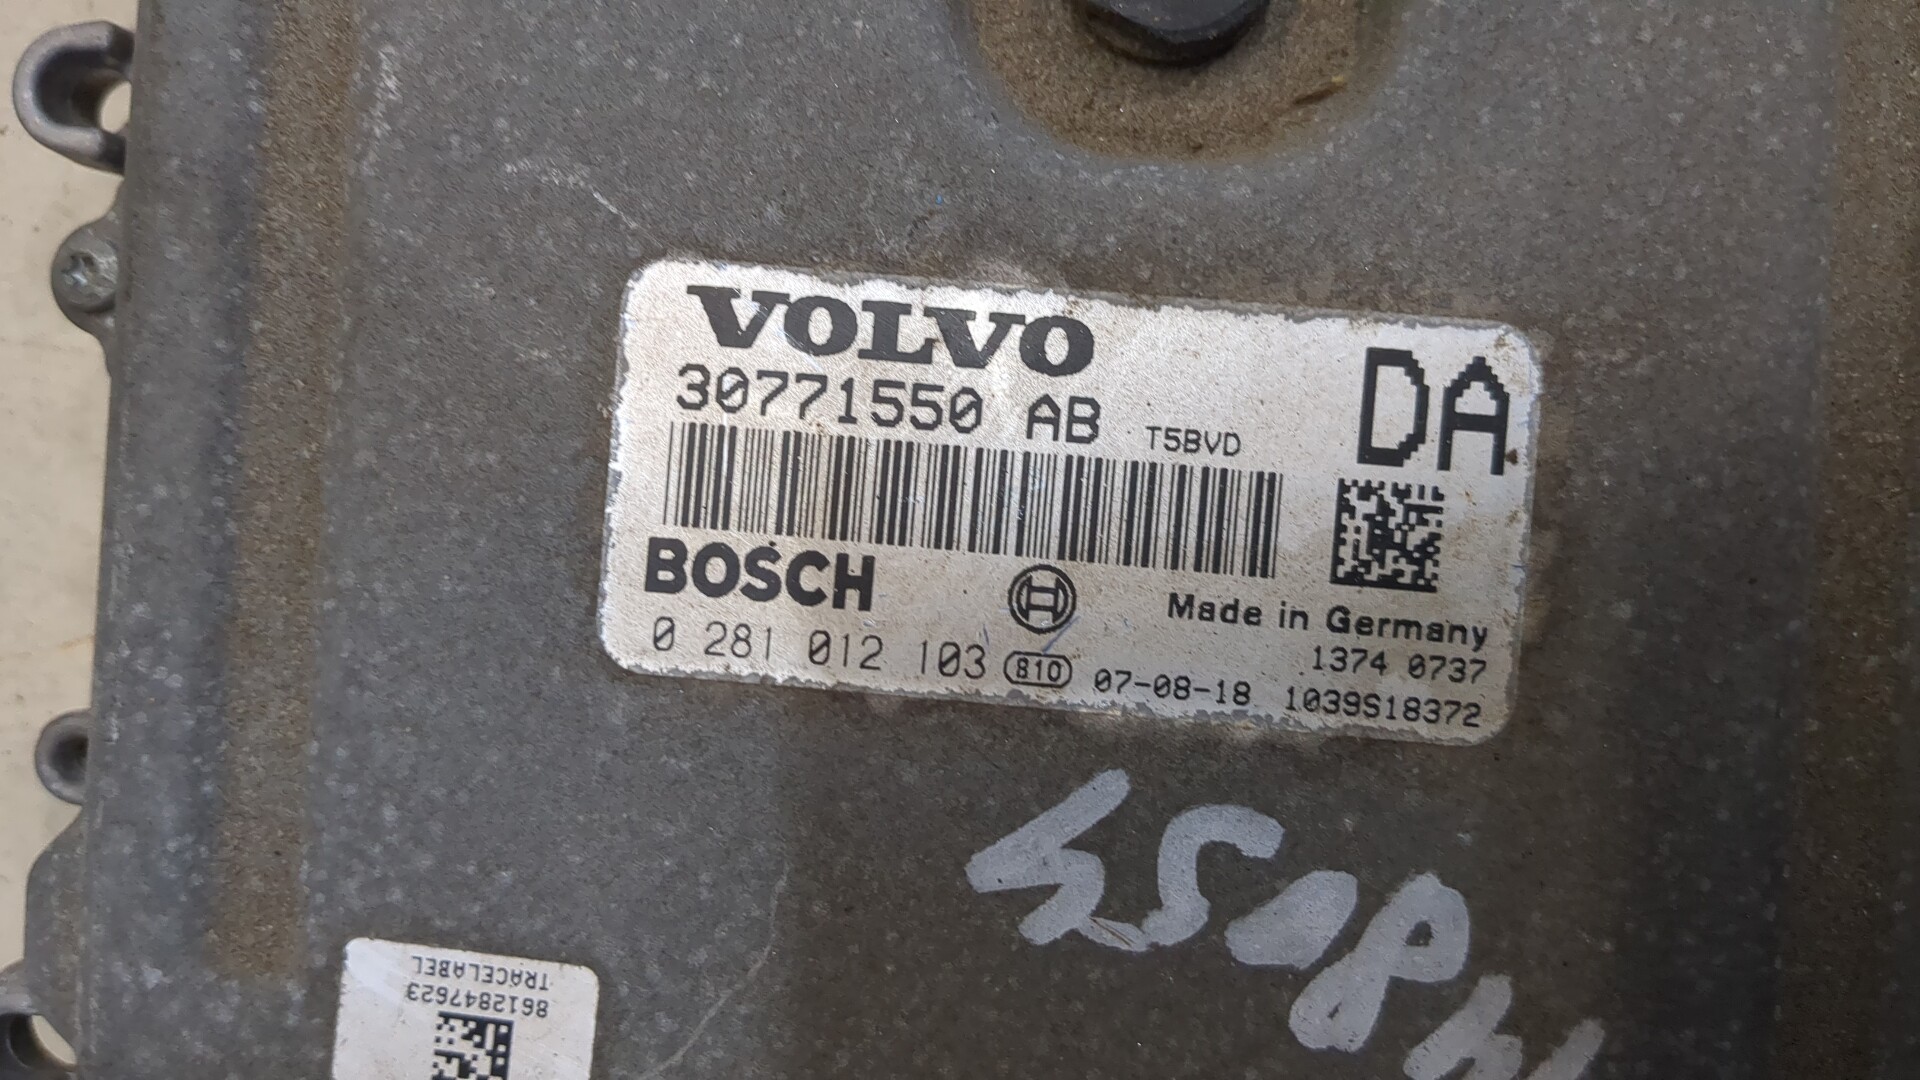 VOLVO
30771550 AB T5BVD
DA
BOSCH
Made in Germany
0 281 012 103 810 07-08-18
1374 0737
1039S18372
TRACELABEL
8612847623